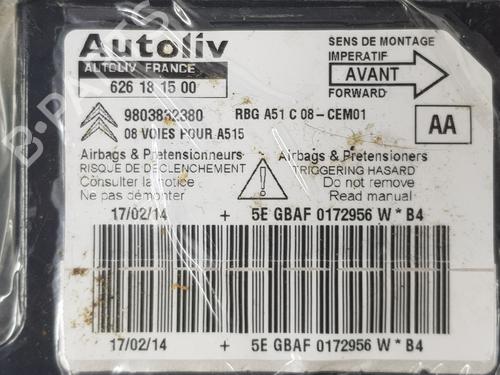 Autoliv
AUTOLIV FRANCE
626 18 15 00
SENS DE MONTAGE
IMPERATIF
AVANT
FORWARD
9803862380
RBG A51 C 08-CEM01
08 VOIES POUR A515
AA
Airbags & Pretensionneurs
RISQUE DE DECLENCHEMENT
Consulter la notice
Ne pas démonter
Airbags & Pretensioners
TRIGGERING HASARD
Do not remove
Read manual
17/02/14 + 5E GBAF 0172956 W * B4
17/02/14 + 5E GBAF 0172956 W * B4